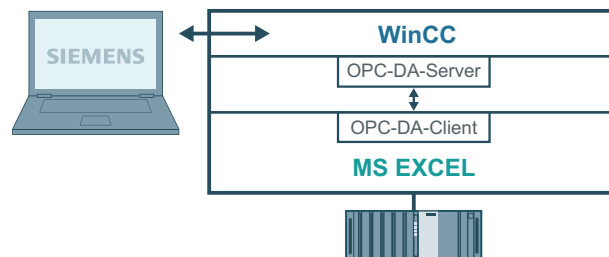 SIEMENS
WinCC
OPC-DA-Server
OPC-DA-Client
MS EXCEL